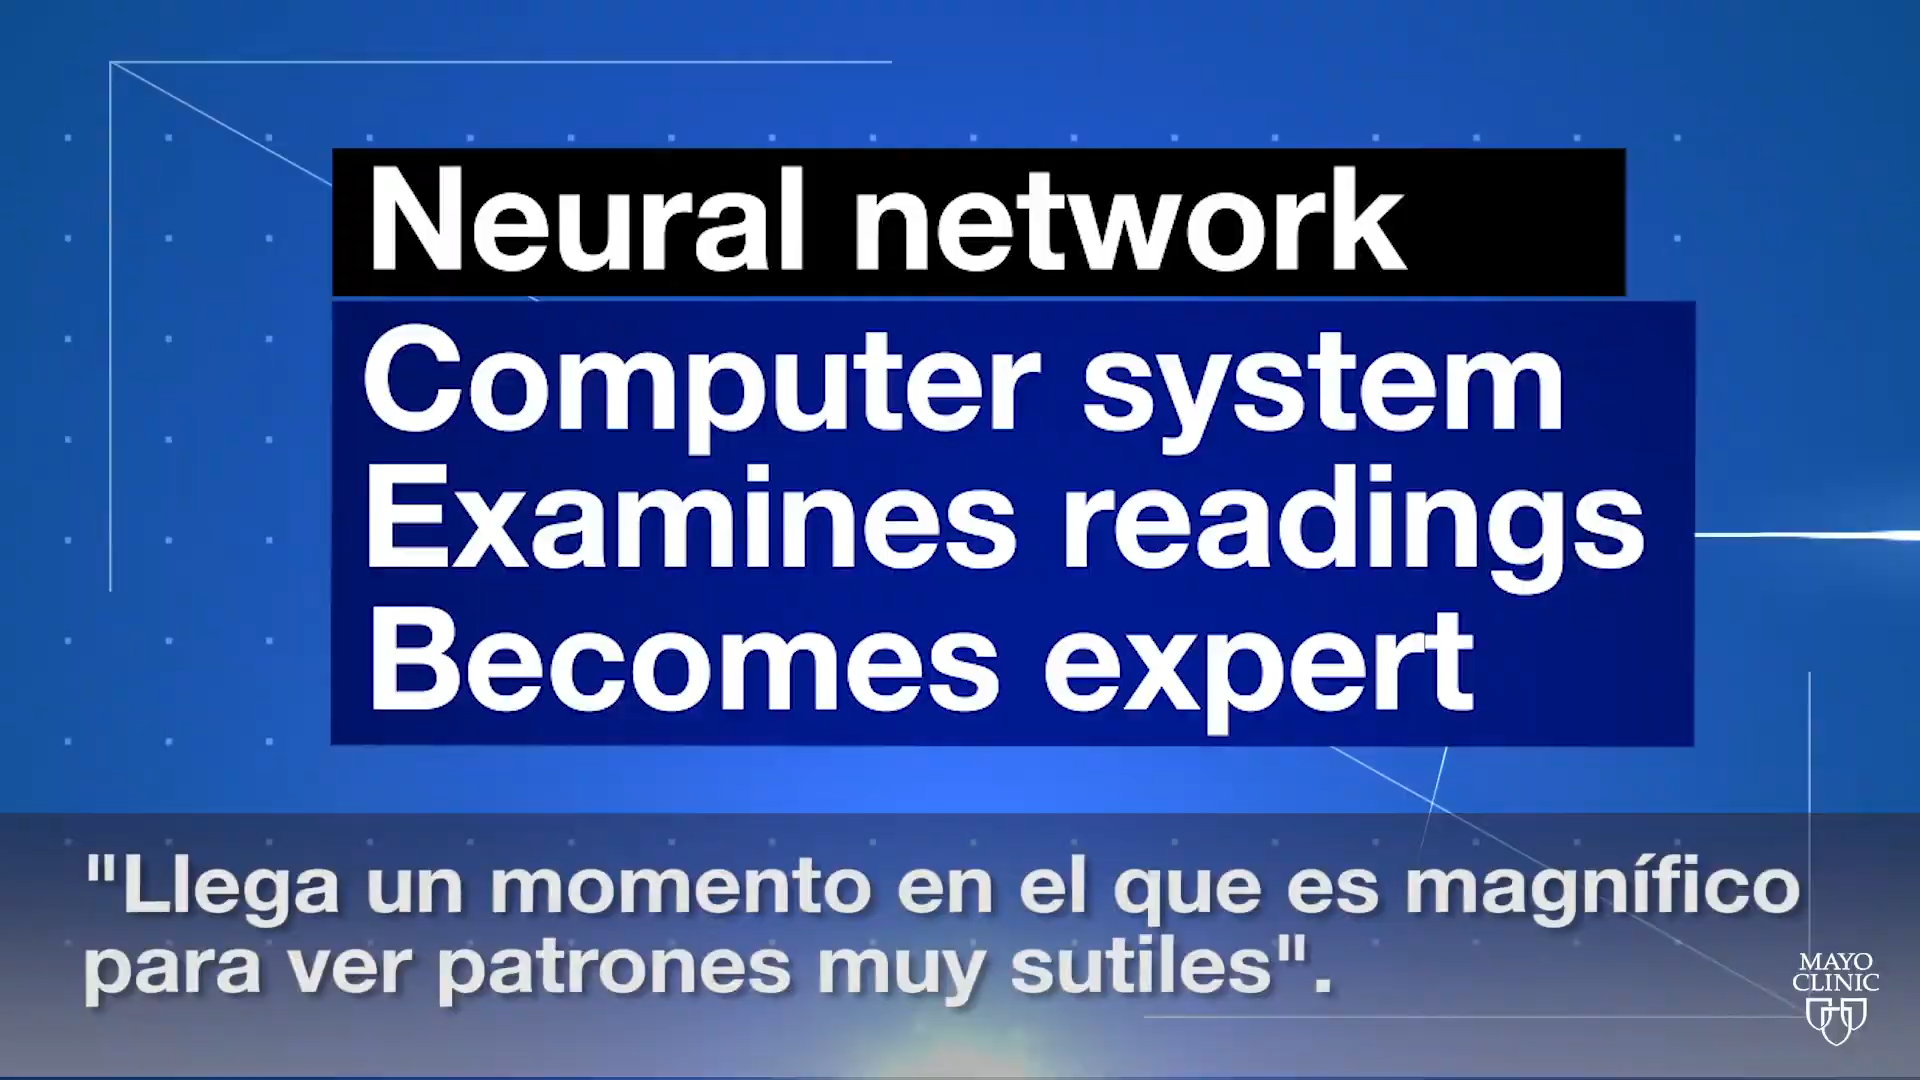 Neural network
Computer system
Examines readings
Becomes expert
"Llega un momento en el que es magnífico
para ver patrones muy sutiles".
MAYO
CLINIC